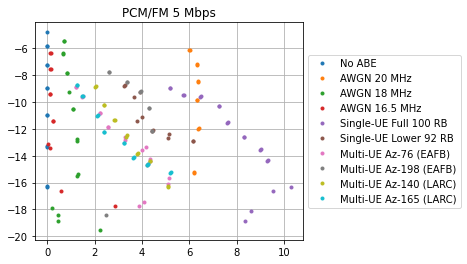 PCM/FM 5 Mbps
−6
−8
−10
−12
−14
−16
−18
−20
0
2
4
6
8
10
No ABE
AWGN 20 MHz
AWGN 18 MHz
AWGN 16.5 MHz
Single-UE Full 100 RB
Single-UE Lower 92 RB
Multi-UE Az-76 (EAFB)
Multi-UE Az-198 (EAFB)
Multi-UE Az-140 (LARC)
Multi-UE Az-165 (LARC)